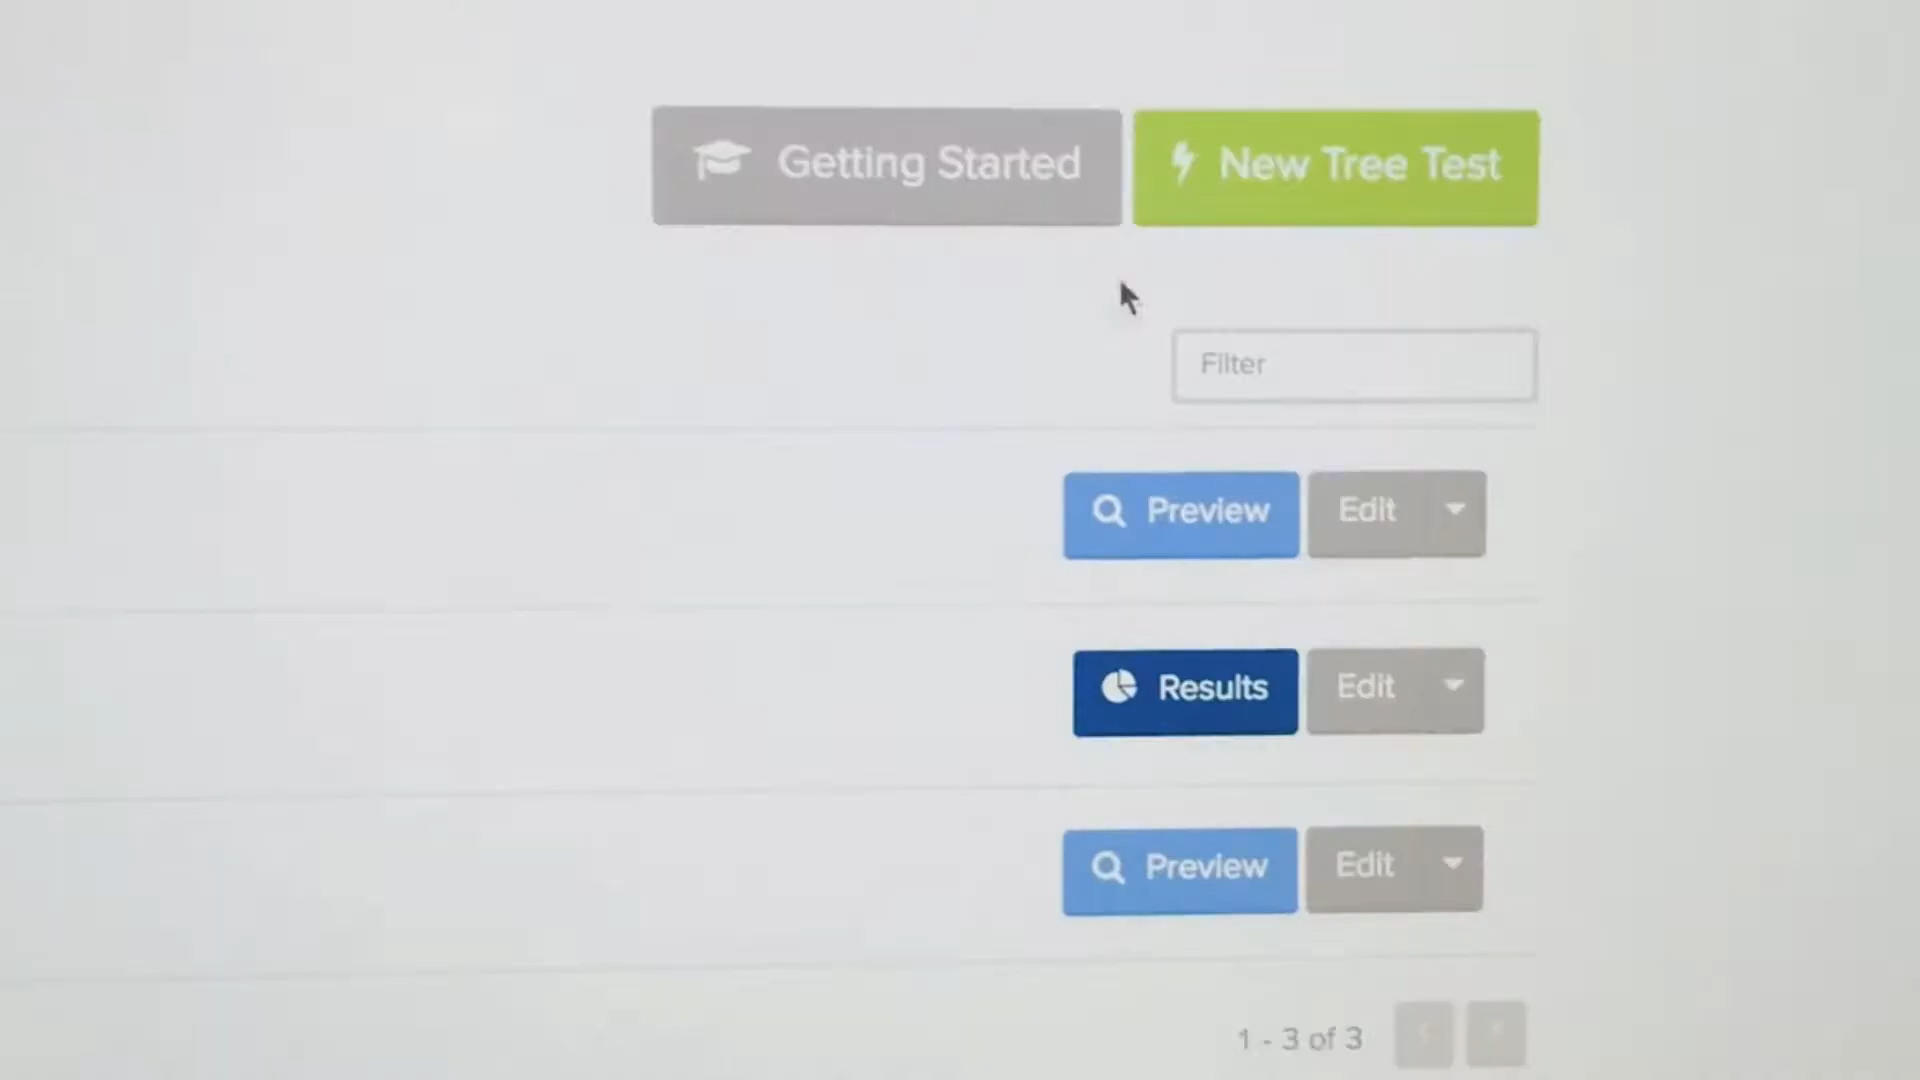 Getting Started New Tree Test
Filter
Preview Edit
Results Edit
Preview Edit
1 - 3 of 3